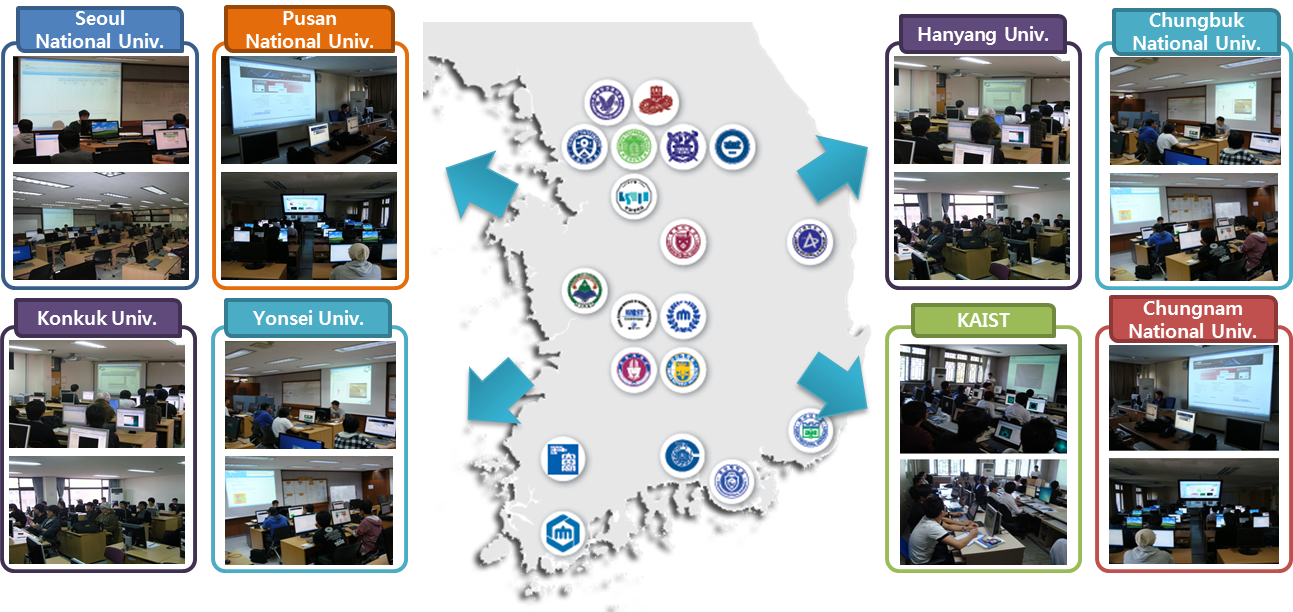 Seoul
National Univ.
Pusan
National Univ.
Hanyang Univ.
Chungbuk
National Univ.
Konkuk Univ.
Yonsei Univ.
KAIST
Chungnam
National Univ.
KAIST